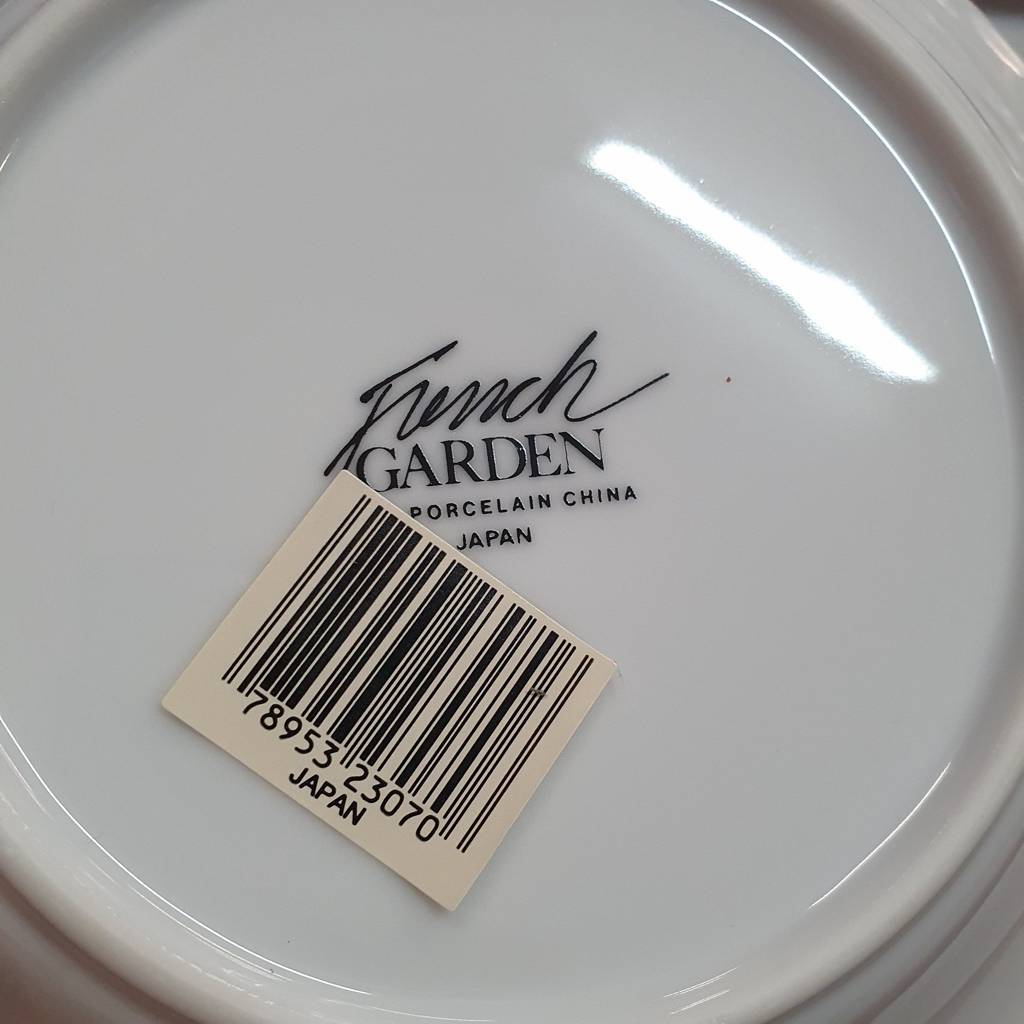 French
GARDEN
PORCELAIN CHINA
JAPAN
78953 23070
JAPAN